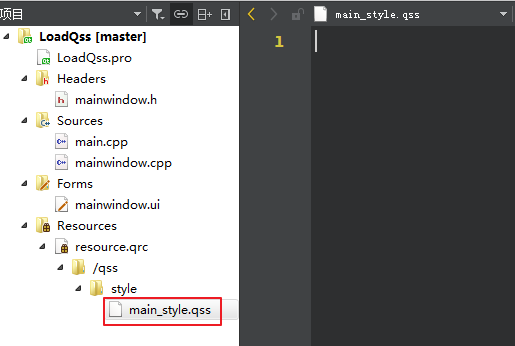 项目
main_style.qss
LoadQss [master]
1
LoadQss.pro
Headers
mainwindow.h
Sources
main.cpp
mainwindow.cpp
Forms
mainwindow.ui
Resources
resource.qrc
/qss
style
main_style.qss